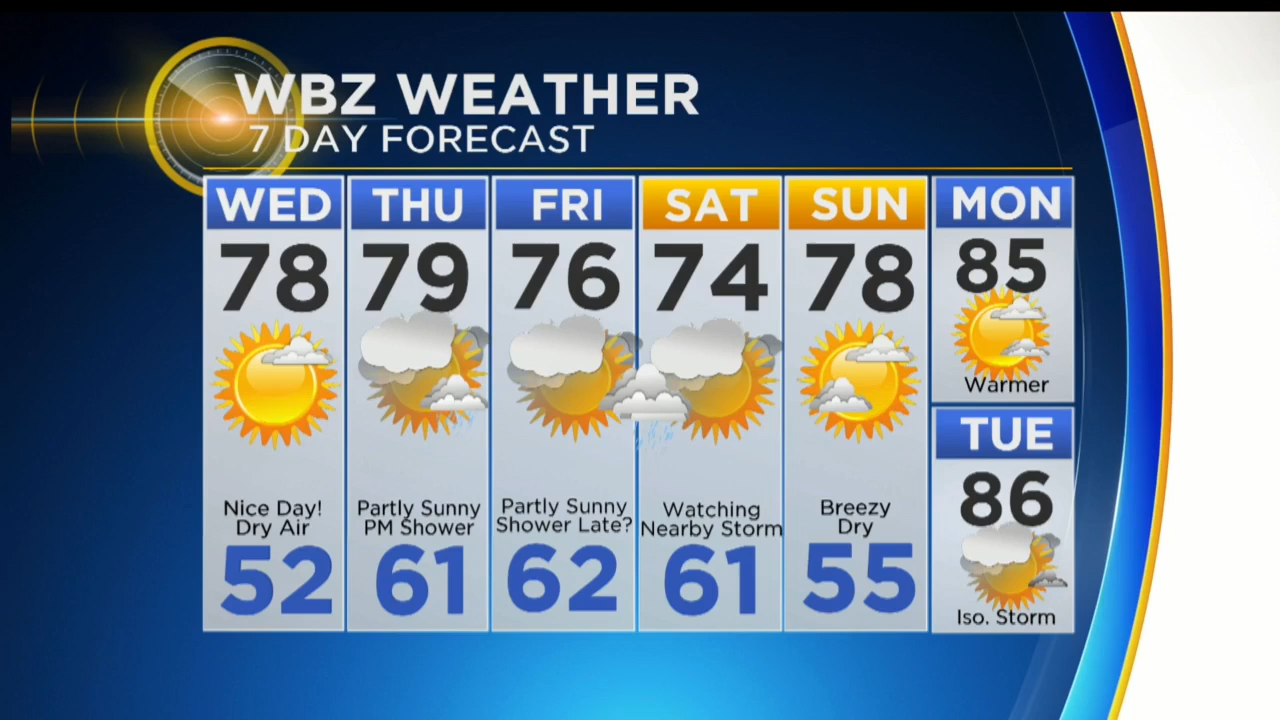 WBZ WEATHER
7 DAY FORECAST
WED
78
Nice Day!
Dry Air
52
THU
79
Partly Sunny
PM Shower
61
FRI
76
Partly Sunny
Shower Late?
62
SAT
74
Watching
Nearby Storm
61
SUN
78
Breezy
Dry
55
MON
85
Warmer
TUE
86
Iso. Storm